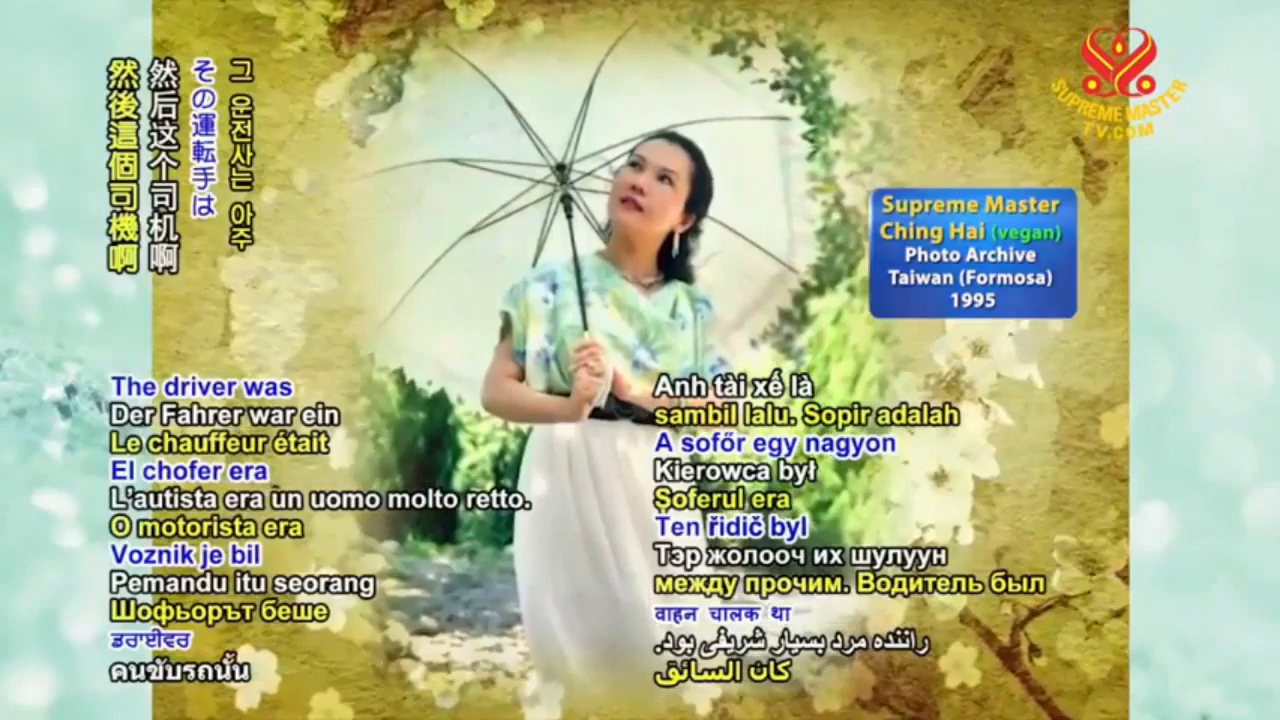 그 운전사는 아주
その運転手は
然后这个司机啊
然後這個司機啊
SUPREME MASTER
TV.COM
Supreme Master
Ching Hai (vegan)
Photo Archive
Taiwan (Formosa)
1995
The driver was
Der Fahrer war ein
Le chauffeur était
El chofer era
L'autista era un uomo molto retto.
O motorista era
Voznik je bil
Pemandu itu seorang
Шофьорът беше
ਡਰਾਈਵਰ
คนขับรถนั้น
Anh tài xế là
sambil lalu. Sopir adalah
A sofőr egy nagyon
Kierowca był
Șoferul era
Ten řidič byl
Тэр жолооч их шулуун
между прочим. Водитель был
वाहन चालक था
راننده مرد بسیار شریفی بود.
كان السائق